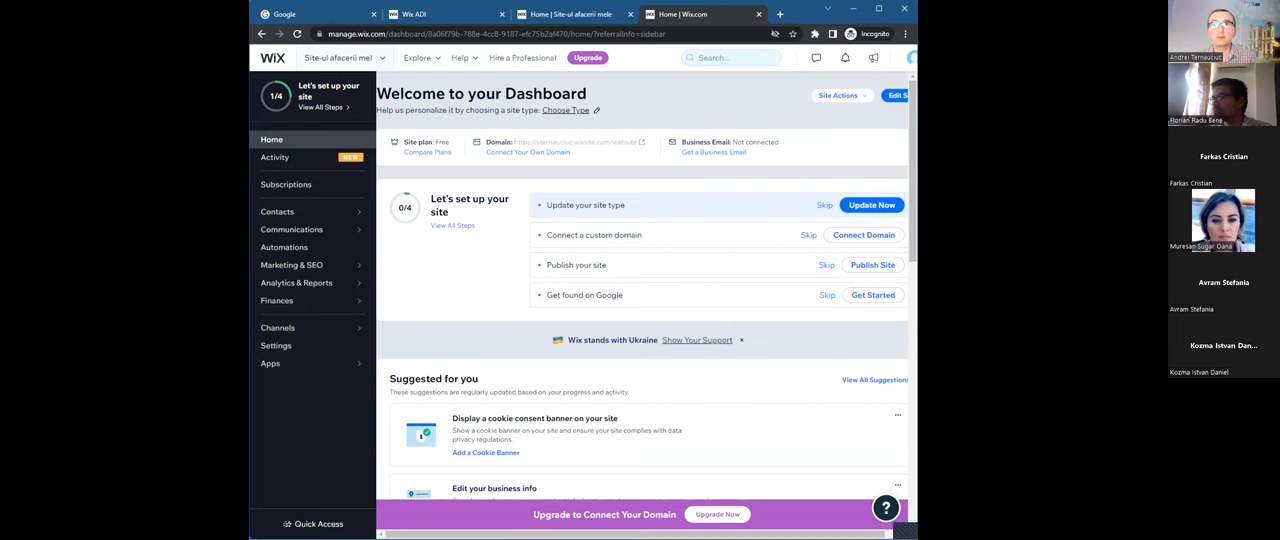 Google
Wix ADI
Home | Site-ul afacerii mele
Home | Wix.com
manage.wix.com/dashboard/8a06f79b-788e-4cc8-9187-efc75b2af470/home/?referralInfo=sidebar
Incognito
WiX
Site-ul afacerii mel
Explore
Help
Hire a Professional
Upgrade
Search...
1/4
Let's set up your
site
View All Steps
Home
Activity
NEW
Subscriptions
Contacts
Communications
Automations
Marketing & SEO
Analytics & Reports
Finances
Channels
Settings
Apps
Quick Access
Welcome to your Dashboard
Help us personalize it by choosing a site type: Choose Type
Site Actions
Edit S
Site plan: Free
Compare Plans
Domain: https://sternauciuc.wixsite.com/website
Connect Your Own Domain
Business Email: Not connected
Get a Business Email
0/4
Let's set up your
site
View All Steps
Update your site type
Skip
Update Now
Connect a custom domain
Skip
Connect Domain
Publish your site
Skip
Publish Site
Get found on Google
Skip
Get Started
Wix stands with Ukraine
Show Your Support
Suggested for you
These suggestions are regularly updated based on your progress and activity.
View All Suggestions
Display a cookie consent banner on your site
Show a cookie banner on your site and ensure your site complies with data
privacy regulations.
Add a Cookie Banner
Edit your business info
Upgrade to Connect Your Domain
Upgrade Now
?
Andrei Ternauciuc
Florian Radu Bene
Farkas Cristian
Farkas Cristian
Muresan Sugar Oana
Avram Stefania
Avram Stefania
Kozma Istvan Dan...
Kozma Istvan Daniel